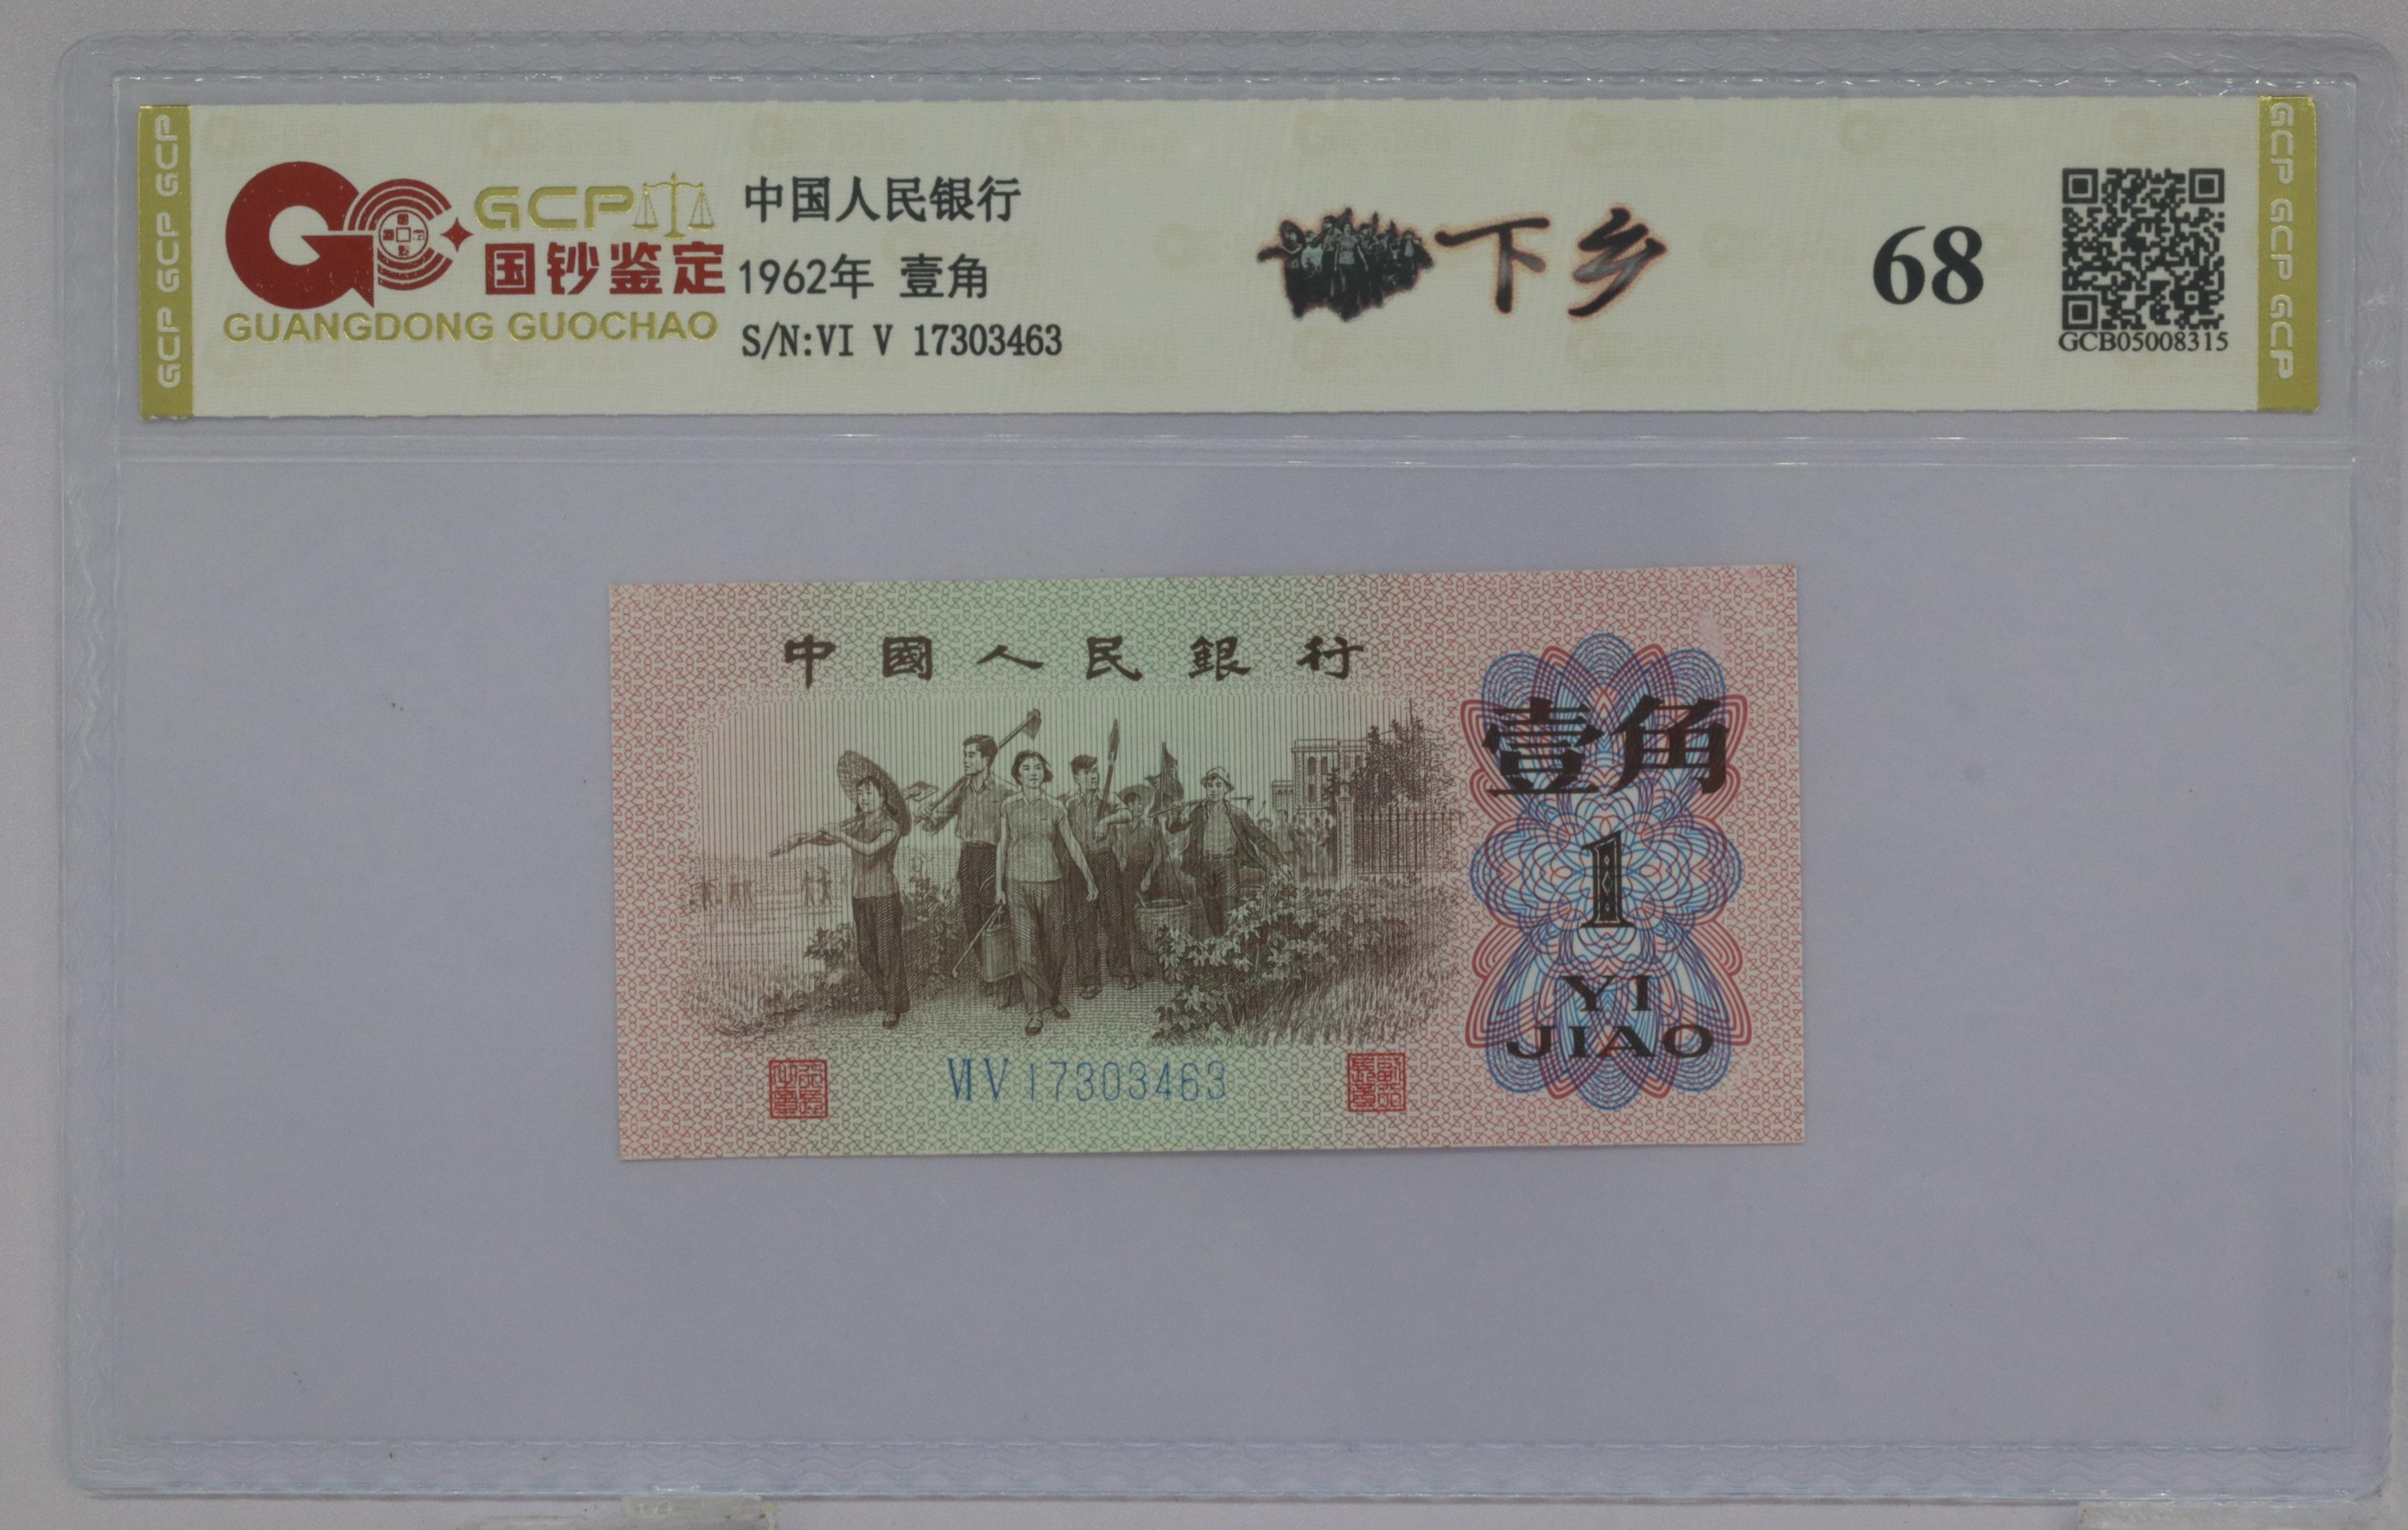 GCP GCP GCP
GCP
国钞鉴定
GUANGDONG GUOCHAO
中国人民银行
1962年 壹角
S/N:VI V 17303463
下乡
68
GCB05008315
GCP GCP GCP
中國人民銀行
壹角
1
YI
JIAO
VI V 17303463